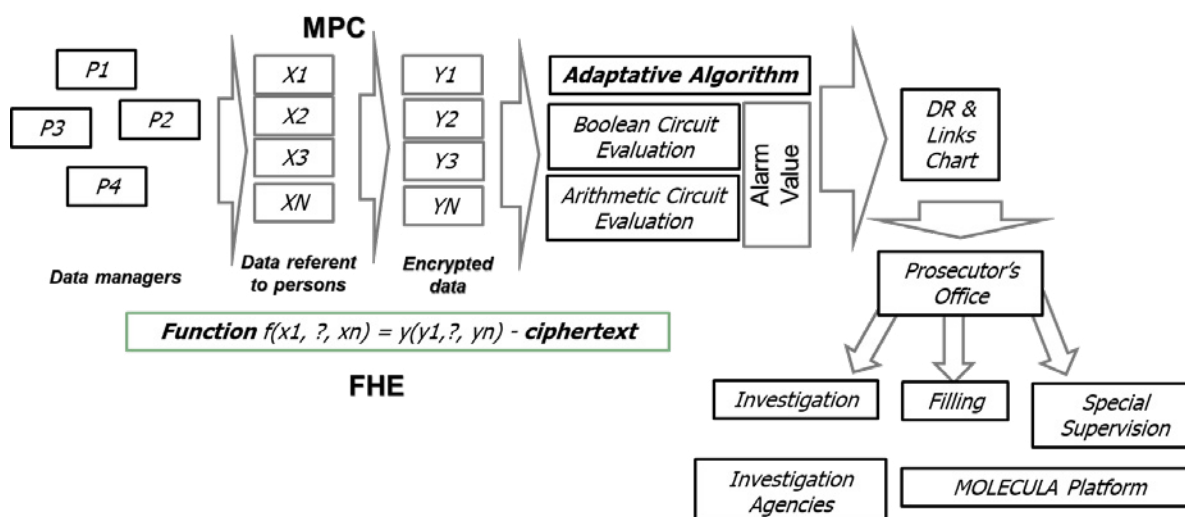 MPC
P1
P3
P2
P4
Data managers
X1
X2
X3
XN
Data referent
to persons
Y1
Y2
Y3
YN
Encrypted
data
Adaptative Algorithm
Boolean Circuit
Evaluation
Arithmetic Circuit
Evaluation
Alarm
Value
DR &
Links
Chart
Prosecutor's
Office
Function f(x1, ?, xn) = y(y1,?, yn) - ciphertext
FHE
Investigation
Filling
Special
Supervision
Investigation
Agencies
MOLECULA Platform